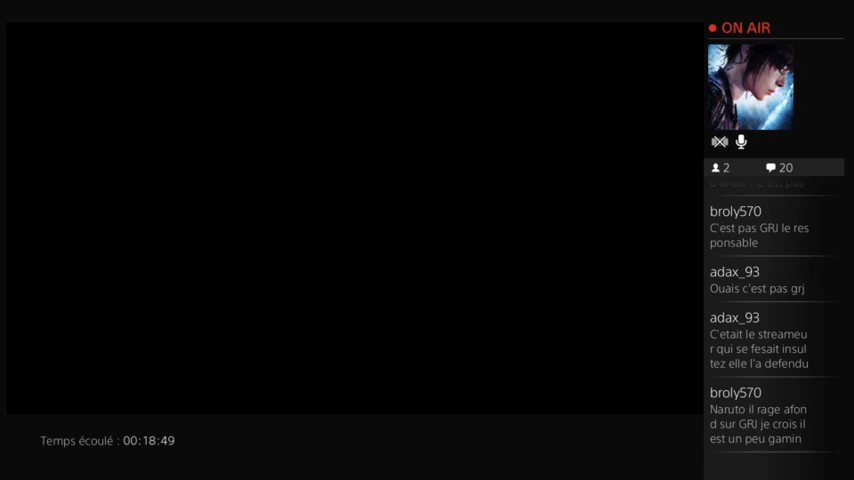 ON AIR
2 20
broly570
C'est pas GRJ le res
ponsable
adax_93
Ouais c'est pas grj
adax_93
C'etait le streameu
r qui se fesait insul
tez elle l'a defendu
broly570
Naruto il rage afon
d sur GRJ je crois il
est un peu gamin
Temps écoulé : 00:18:49